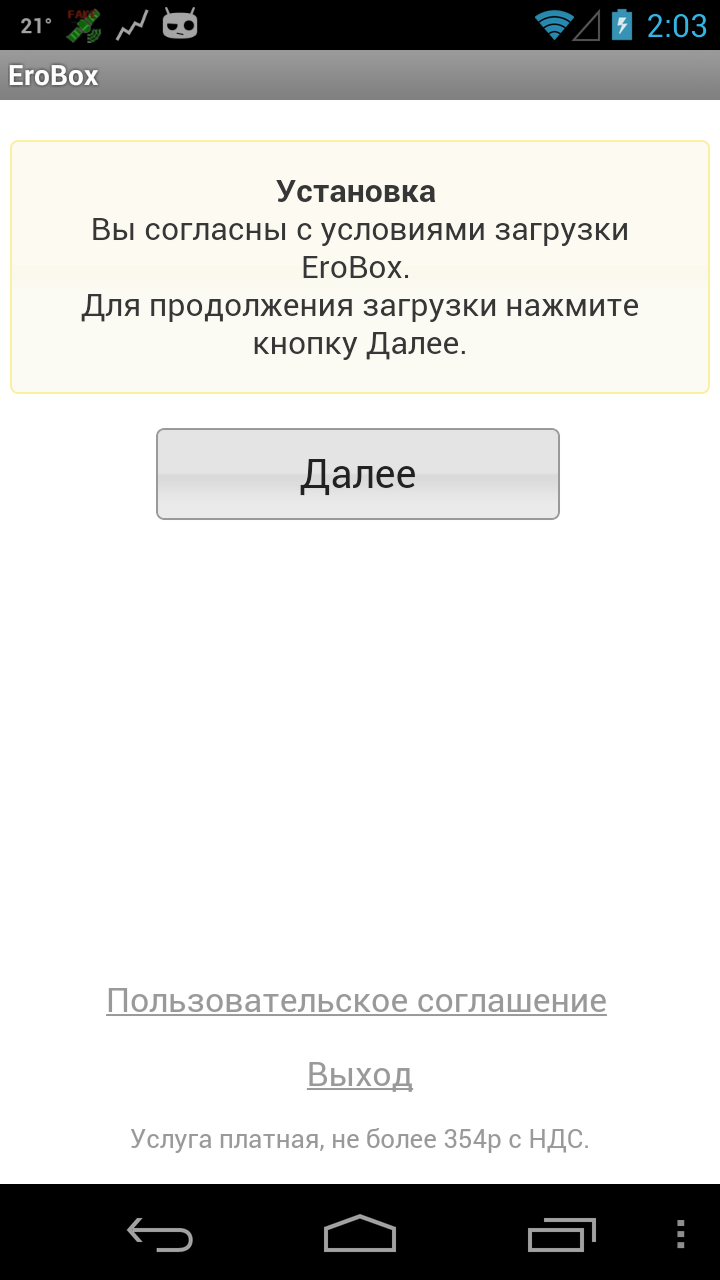 21°
FAKE
2:03
EroBox
Установка
Вы согласны с условиями загрузки
EroBox.
Для продолжения загрузки нажмите
кнопку Далее.
Далее
Пользовательское соглашение
Выход
Услуга платная, не более 354р с НДС.